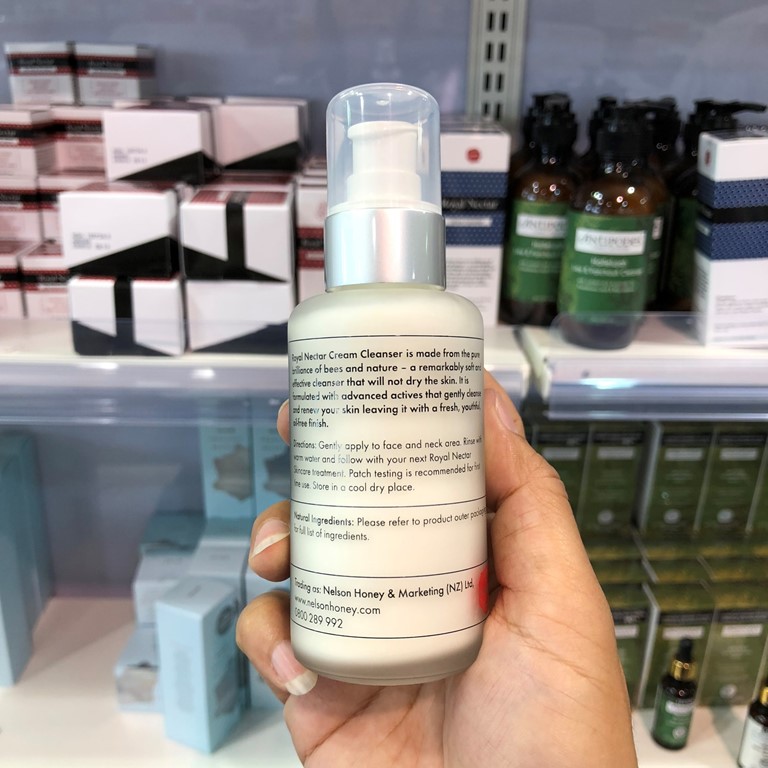 Royal Nectar Cream Cleanser is made from the pure
brilliance of bees and nature – a remarkably soft and
effective cleanser that will not dry the skin. It is
formulated with advanced actives that gently cleanse
and renew your skin leaving it with a fresh, youthful,
oil-free finish.
Directions: Gently apply to face and neck area. Rinse with
warm water and follow with your next Royal Nectar
Skincare treatment. Patch testing is recommended for first
time use. Store in a cool dry place.
Natural Ingredients: Please refer to product outer packaging
for full list of ingredients.
Trading as: Nelson Honey & Marketing (NZ) Ltd.
www.nelsonhoney.com
0800 289 992
Royal Nectar
ANTIPODES